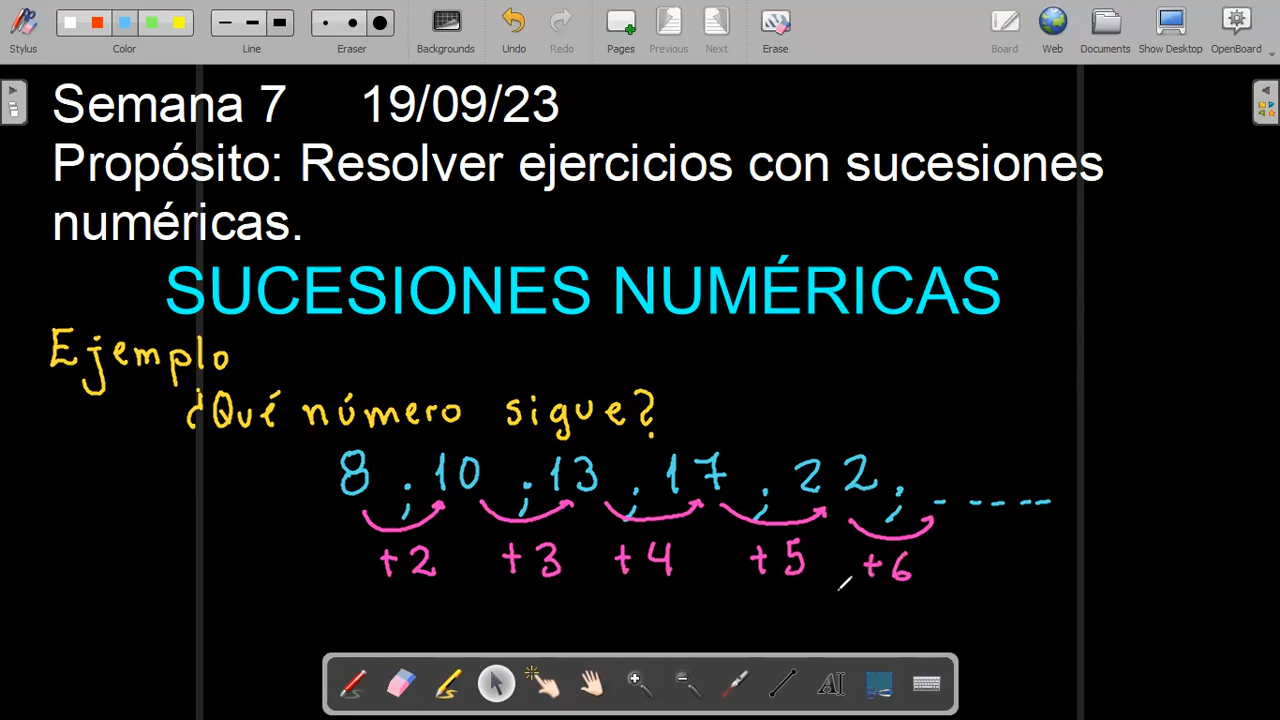 Stylus Color Line Eraser Backgrounds Undo Redo Pages Previous Next Erase Board Web Documents Show Desktop OpenBoard
Semana 7 19/09/23
Propósito: Resolver ejercicios con sucesiones
numéricas.
SUCESIONES NUMÉRICAS
Ejemplo
¿Qué número sigue?
8 ; 10 ; 13 ; 17 ; 22 ; -----
+2 +3 +4 +5 +6
AI